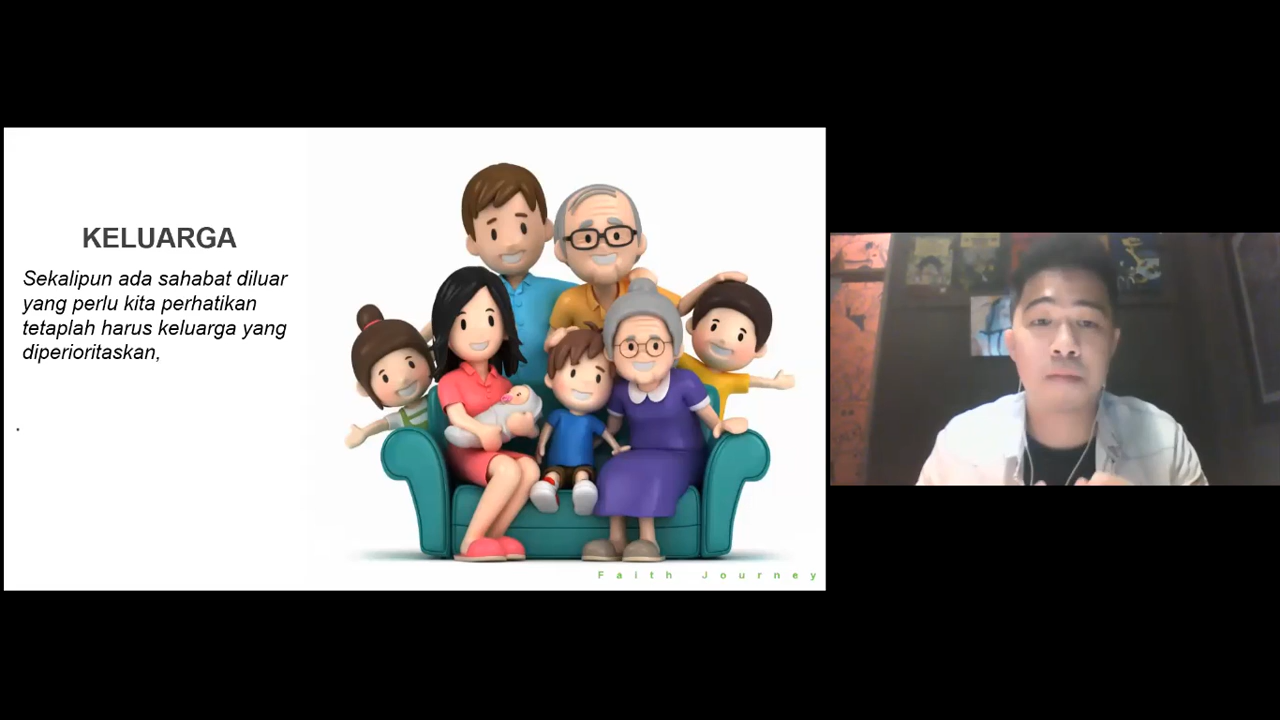 KELUARGA
Sekalipun ada sahabat diluar
yang perlu kita perhatikan
tetaplah harus keluarga yang
diperioritaskan,
.
Faith Journey